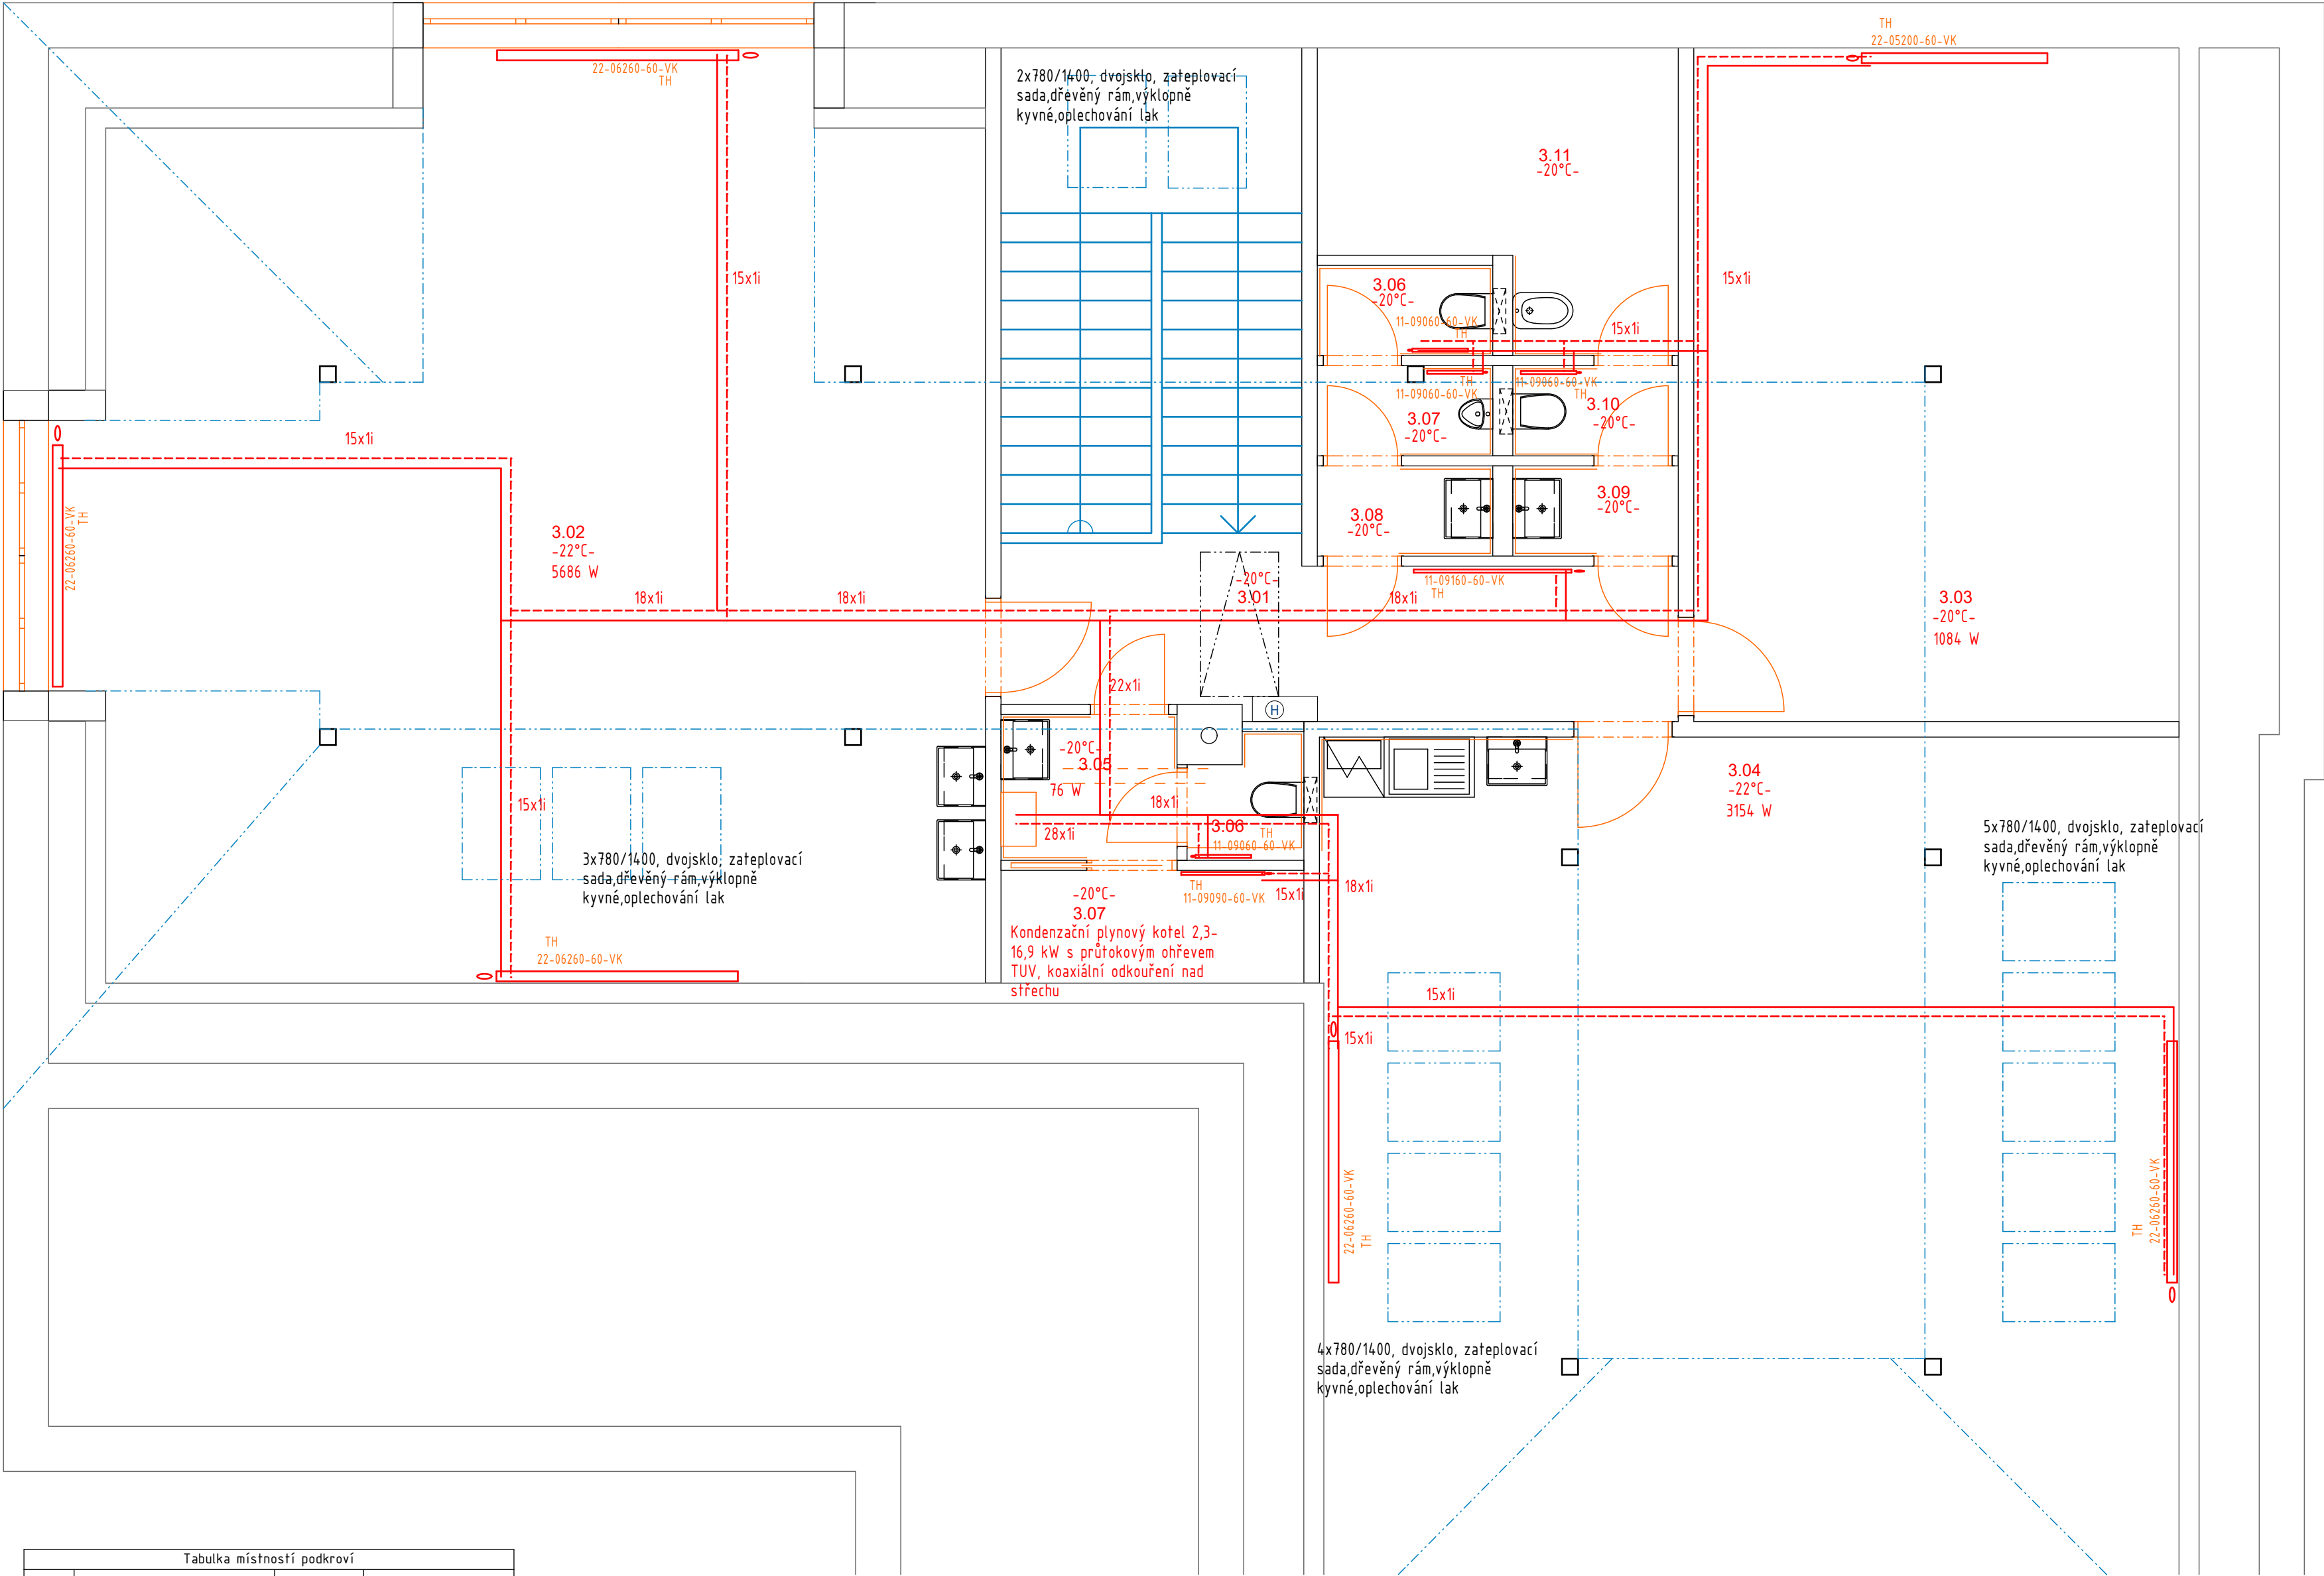 TH
22-05200-60-VK
22-06260-60-VK
TH
2x780/1400, dvojsklo, zateplovací
sada,dřevěný rám,výklopně
kyvné,oplechování lak
3.11
-20°C-
15x1i
15x1i
3.06
-20°C-
11-09060-60-VK
TH
15x1i
TH
11-09060-60-VK
11-09060-60-VK
TH
3.07
-20°C-
3.10
-20°C-
15x1i
22-06260-60-VK
TH
3.02
-22°C-
5686 W
3.08
-20°C-
3.09
-20°C-
11-09160-60-VK
TH
18x1i
18x1i
-20°C-
3.01
18x1i
3.03
-20°C-
1084 W
22x1i
H
-20°C-
3.05
76 W
18x1i
28x1i
3.06
TH
11-09060-60-VK
3.04
-22°C-
3154 W
15x1i
3x780/1400, dvojsklo, zateplovací
sada,dřevěný rám,výklopně
kyvné,oplechování lak
5x780/1400, dvojsklo, zateplovací
sada,dřevěný rám,výklopně
kyvné,oplechování lak
TH
11-09090-60-VK
15x1i
18x1i
-20°C-
3.07
Kondenzační plynový kotel 2,3-
16,9 kW s průtokovým ohřevem
TUV, koaxiální odkouření nad
střechu
TH
22-06260-60-VK
15x1i
15x1i
22-06260-60-VK
TH
TH
22-06260-60-VK
4x780/1400, dvojsklo, zateplovací
sada,dřevěný rám,výklopně
kyvné,oplechování lak
Tabulka místností podkroví